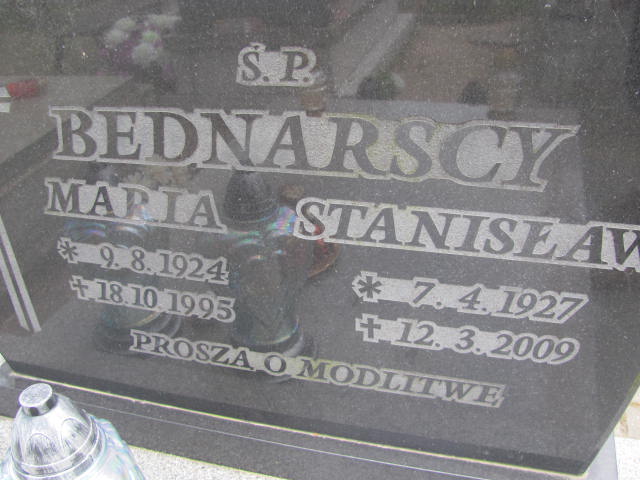 Ś. P.
BEDNARSCY
MARIA STANISŁAW
* 9. 8. 1924 * 7. 4. 1927
✝ 18. 10. 1995 ✝ 12. 3. 2009
PROSZĄ O MODLITWĘ